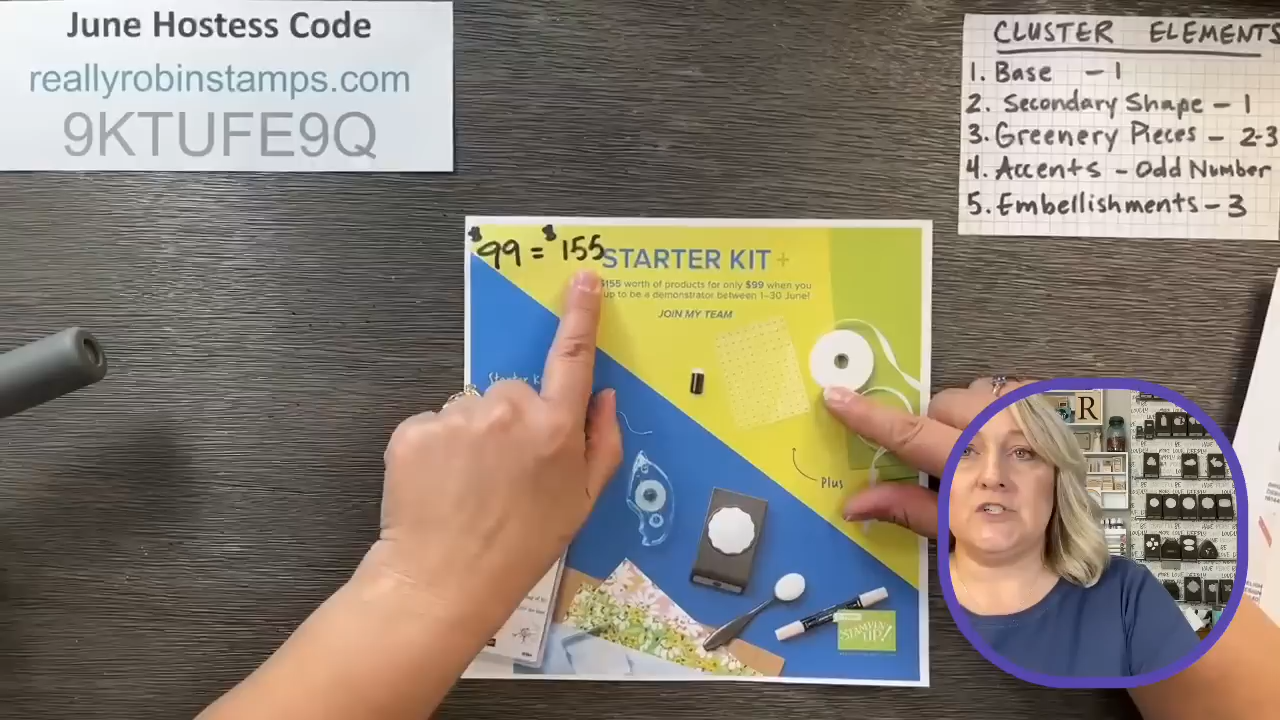 June Hostess Code
reallyrobinstamps.com
9KTUFE9Q
CLUSTER ELEMENTS
1. Base - 1
2. Secondary Shape - 1
3. Greenery Pieces - 2-3
4. Accents - Odd Number
5. Embellishments - 3
$99 = $155
STARTER KIT +
$155 worth of products for only $99 when you
up to be a demonstrator between 1–30 June!
JOIN MY TEAM
Plus
STAMPIN' UP!
R